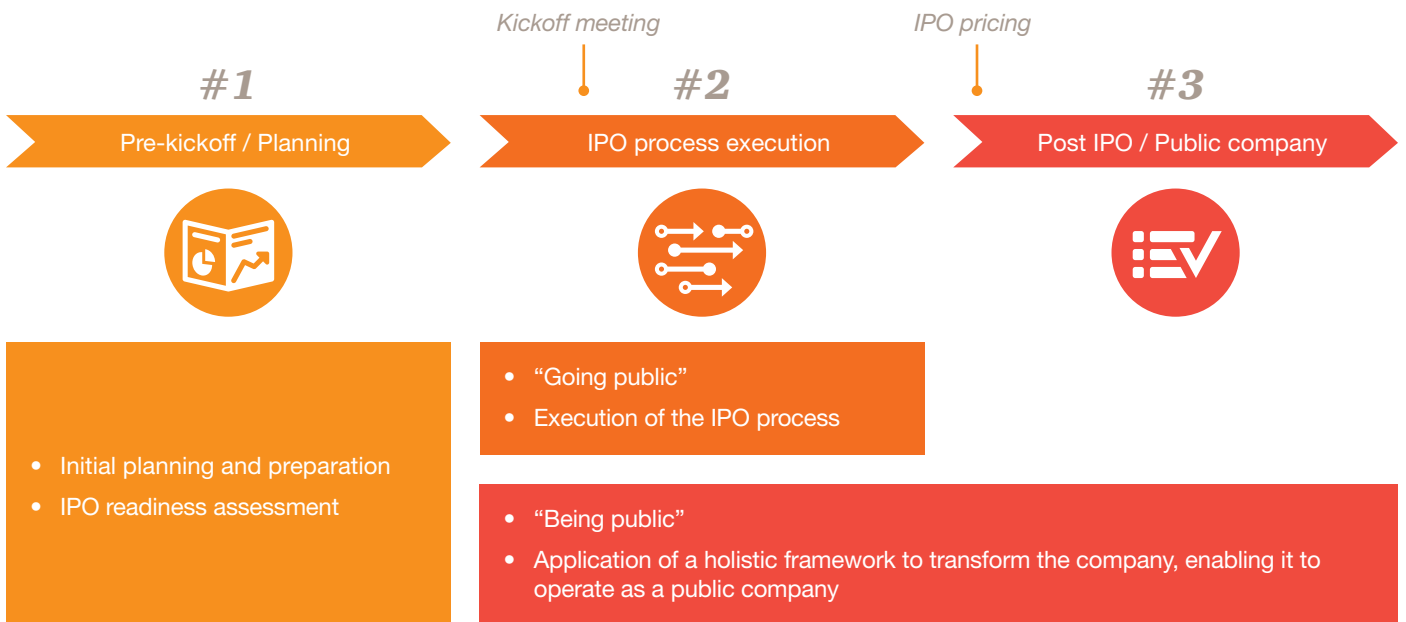 Kickoff meeting
IPO pricing
#1
#2
#3
Pre-kickoff / Planning
IPO process execution
Post IPO / Public company
• Initial planning and preparation
• IPO readiness assessment
• “Going public”
• Execution of the IPO process
• “Being public”
• Application of a holistic framework to transform the company, enabling it to
operate as a public company